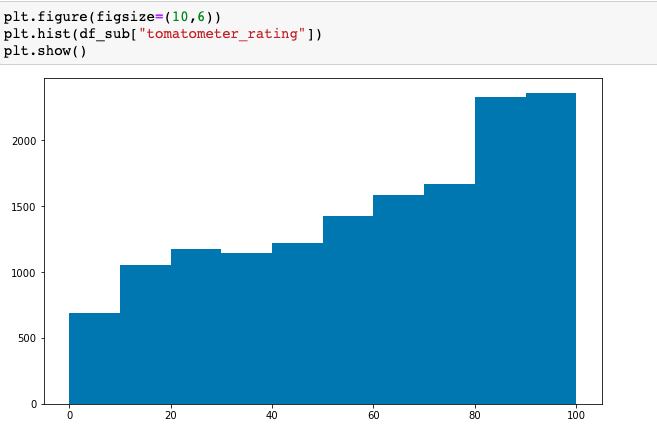 plt.figure(figsize=(10,6))
plt.hist(df_sub["tomatometer_rating"])
plt.show()
2000
1500
1000
500
0
0 20 40 60 80 100